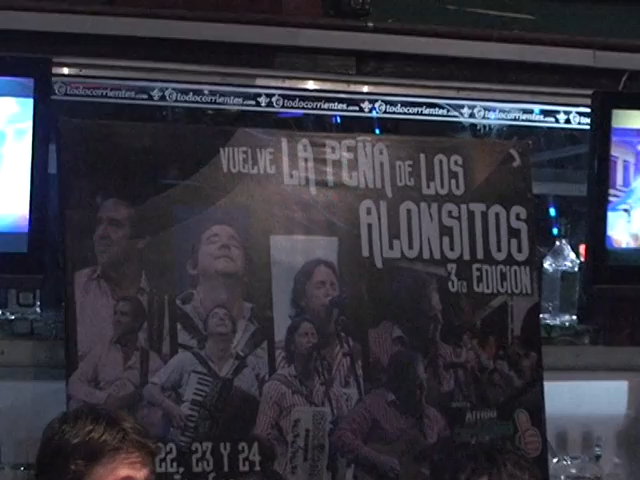 todocorrientes.com todocorrientes.com todocorrientes.com todocorrientes.com todocorrientes.com todo
VUELVE LA PEÑA DE LOS
ALONSITOS
3ra EDICION
22, 23 Y 24